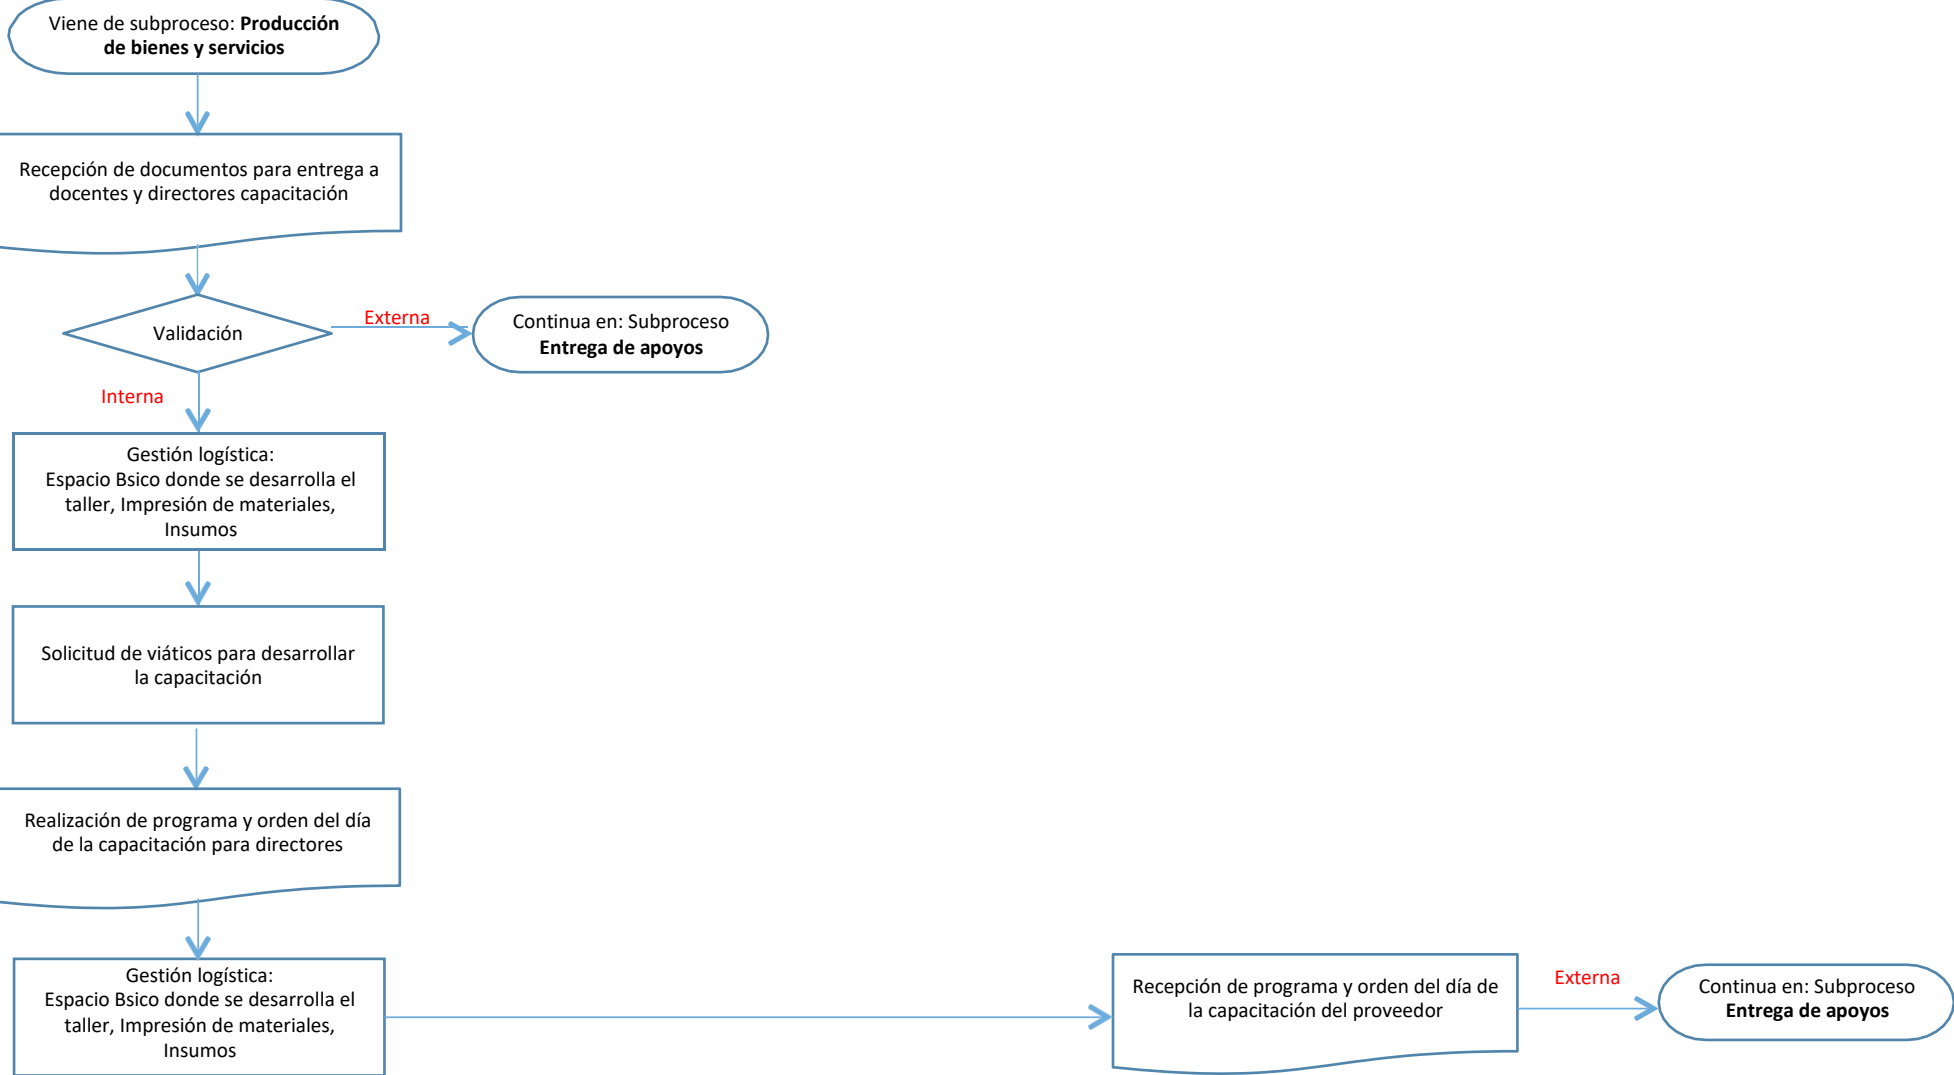 Viene de subproceso: Producción
de bienes y servicios
Recepción de documentos para entrega a
docentes y directores capacitación
Validación
Externa
Continua en: Subproceso
Entrega de apoyos
Interna
Gestión logística:
Espacio Bsico donde se desarrolla el
taller, Impresión de materiales,
Insumos
Solicitud de viáticos para desarrollar
la capacitación
Realización de programa y orden del día
de la capacitación para directores
Gestión logística:
Espacio Bsico donde se desarrolla el
taller, Impresión de materiales,
Insumos
Recepción de programa y orden del día de
la capacitación del proveedor
Externa
Continua en: Subproceso
Entrega de apoyos